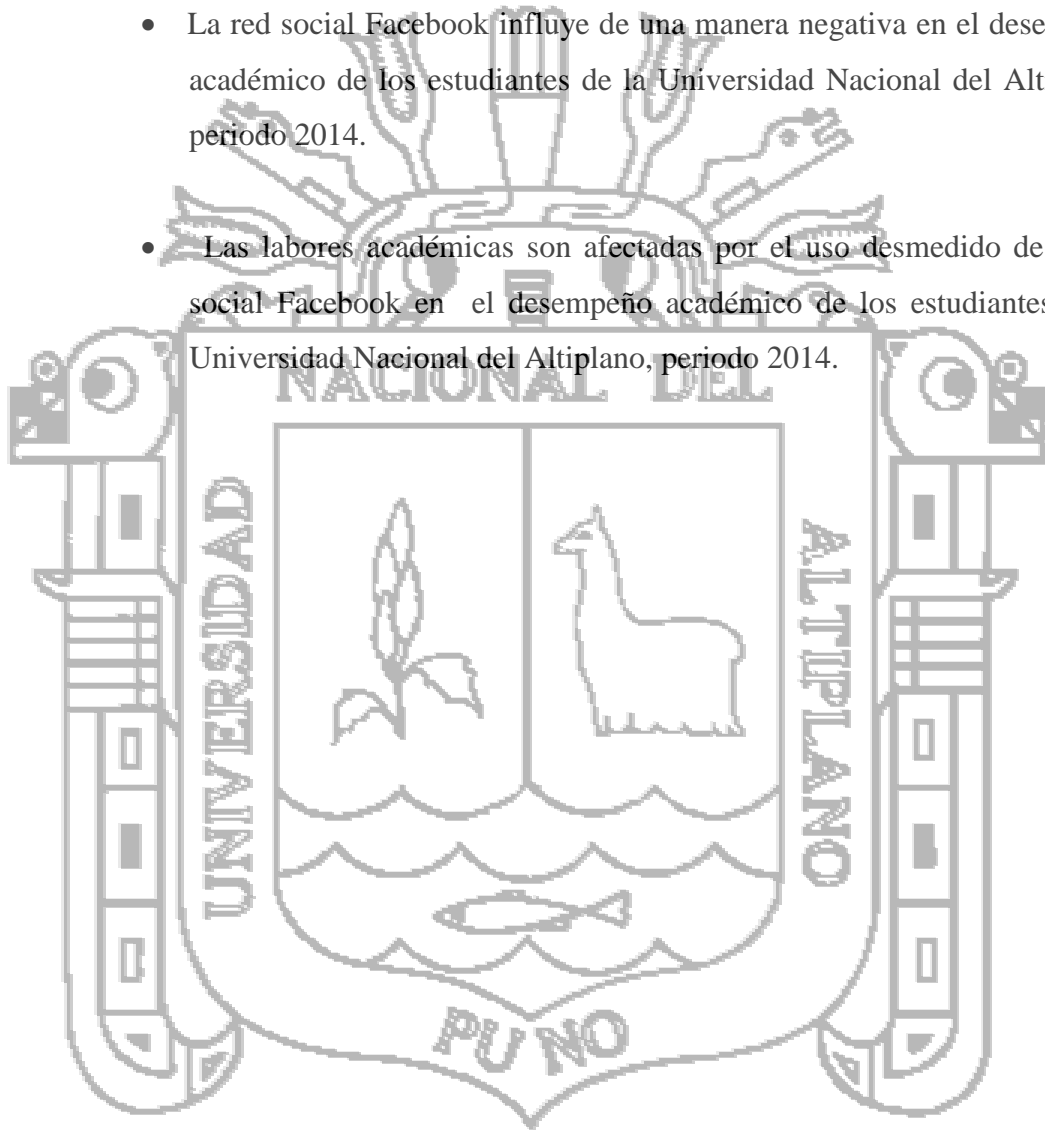 • La red social Facebook influye de una manera negativa en el dese
académico de los estudiantes de la Universidad Nacional del Alt
periodo 2014.
• Las labores académicas son afectadas por el uso desmedido de
social Facebook en el desempeño académico de los estudiantes
Universidad Nacional del Altiplano, periodo 2014.
UNIVERSIDAD
NACIONAL DEL
ALTIPLANO
PUNO